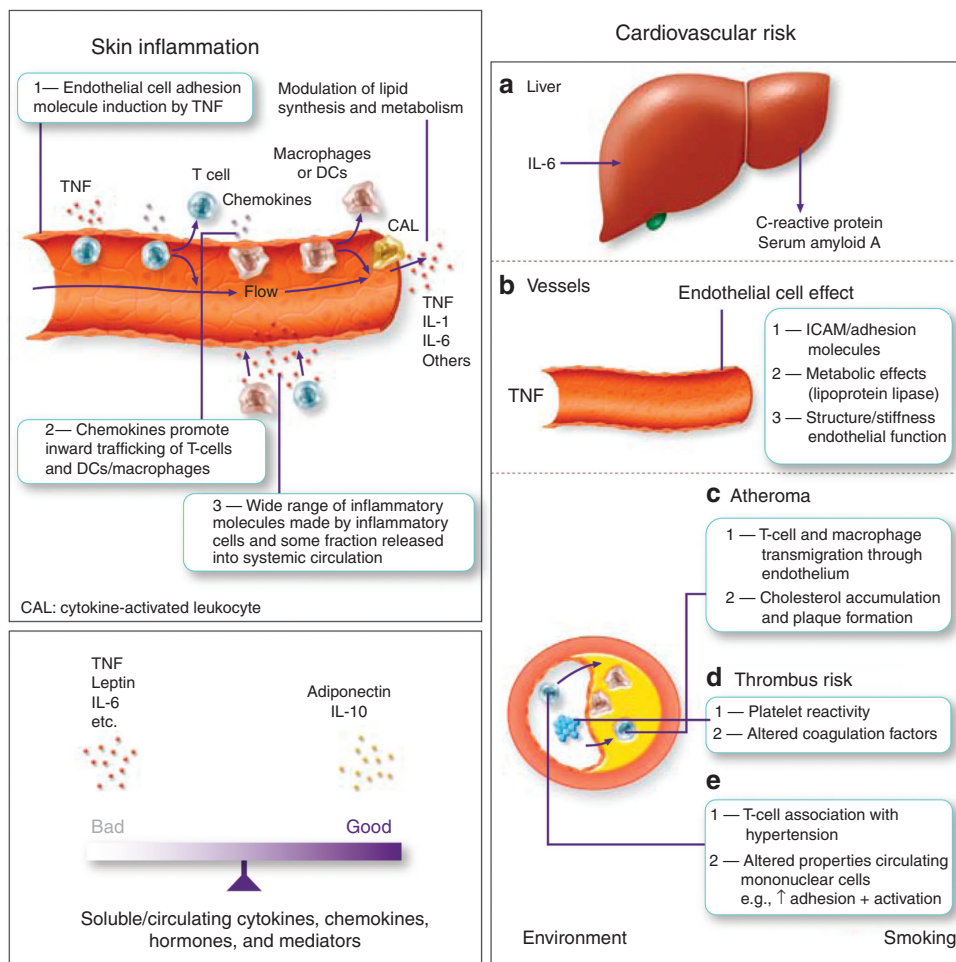 Skin inflammation
1— Endothelial cell adhesion
molecule induction by TNF
Modulation of lipid
synthesis and metabolism
Macrophages
or DCs
TNF
T cell
Chemokines
CAL
Flow
TNF
IL-1
IL-6
Others
2— Chemokines promote
inward trafficking of T-cells
and DCs/macrophages
3 — Wide range of inflammatory
molecules made by inflammatory
cells and some fraction released
into systemic circulation
CAL: cytokine-activated leukocyte
TNF
Leptin
IL-6
etc.
Adiponectin
IL-10
Bad
Good
Soluble/circulating cytokines, chemokines,
hormones, and mediators
Cardiovascular risk
a Liver
IL-6
C-reactive protein
Serum amyloid A
b Vessels
Endothelial cell effect
TNF
1 — ICAM/adhesion
molecules
2 — Metabolic effects
(lipoprotein lipase)
3 — Structure/stiffness
endothelial function
c Atheroma
1 — T-cell and macrophage
transmigration through
endothelium
2 — Cholesterol accumulation
and plaque formation
d Thrombus risk
1 — Platelet reactivity
2 — Altered coagulation factors
e
1 — T-cell association with
hypertension
2 — Altered properties circulating
mononuclear cells
e.g., ↑ adhesion + activation
Environment
Smoking